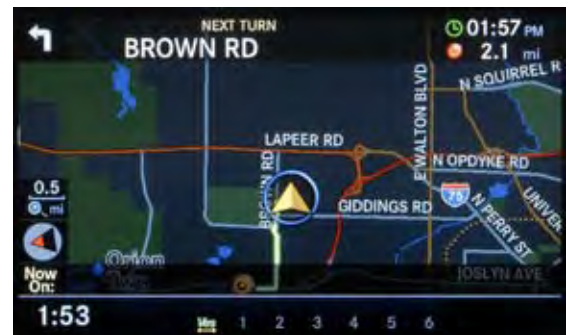 NEXT TURN
BROWN RD
01:57 PM
2.1 mi
N SQUIRREL R
E WALTON BLVD
LAPEER RD
BROWN RD
N OPDYKE RD
0.5
mi
75
GIDDINGS RD
UNIVER
N PERRY ST
Orion
Now
On:
JOSLYN AVE
1:53
1 2 3 4 5 6